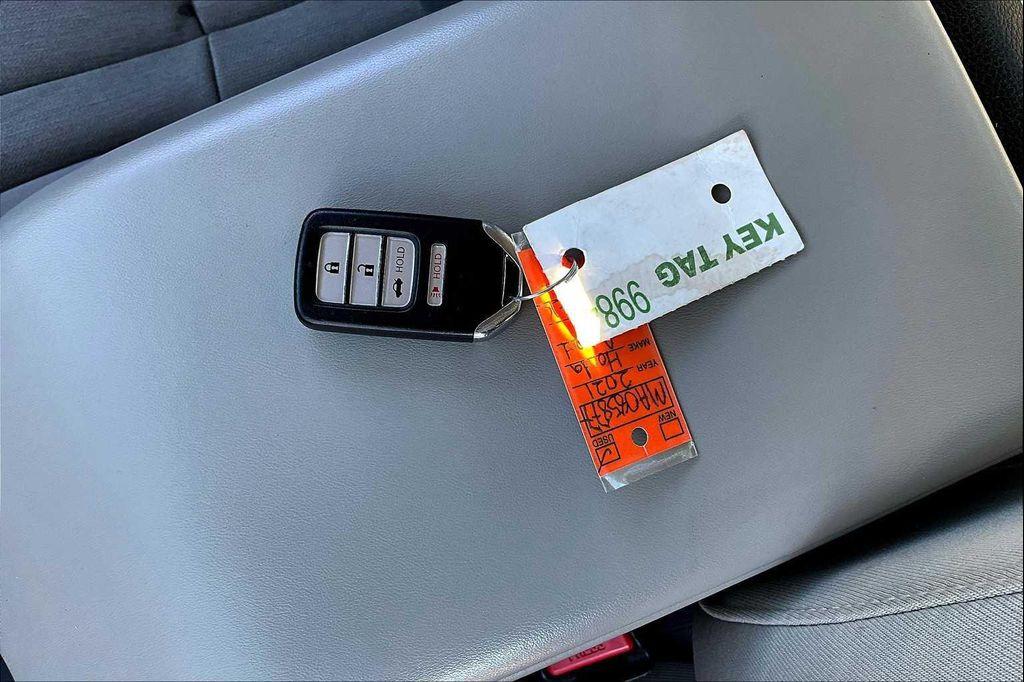 HOLD
HOLD
KEY TAG
998
MAKE
Honda
YEAR
2021
NEW
USED
PRESS